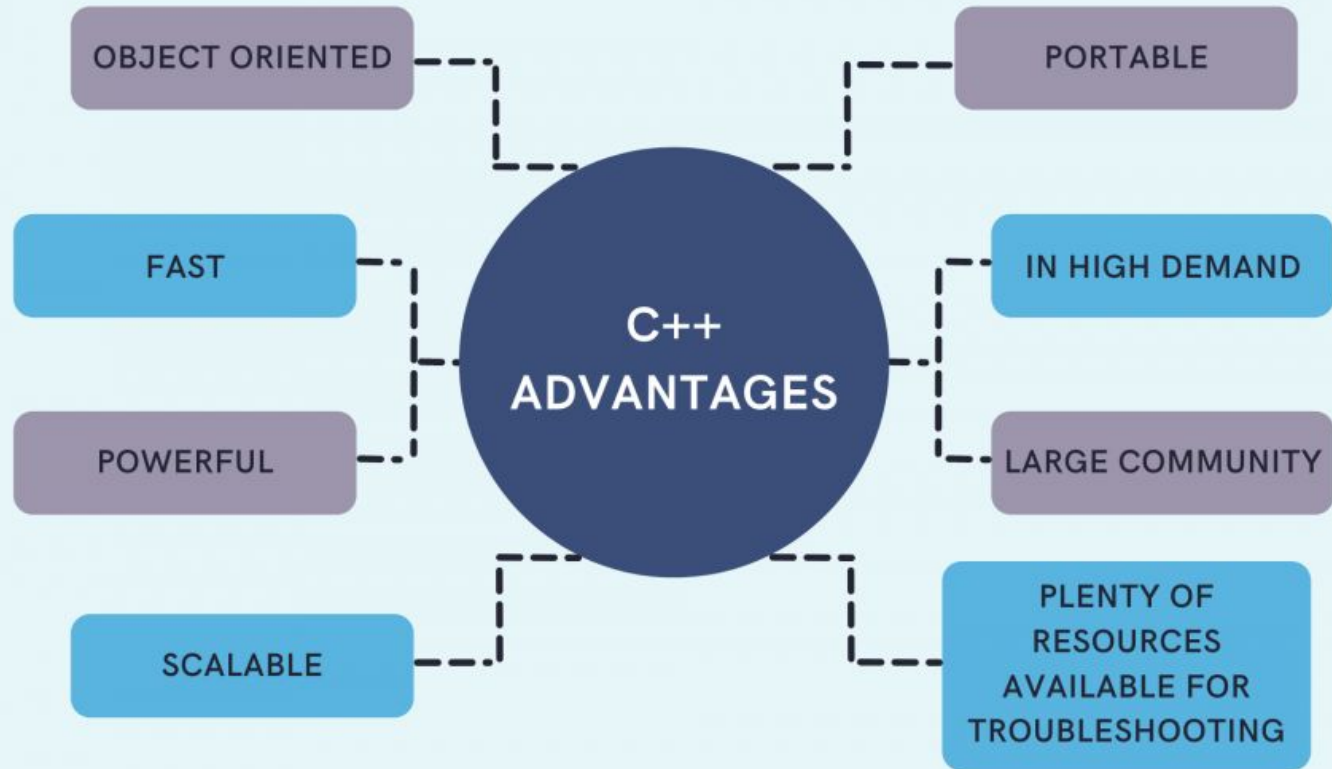 OBJECT ORIENTED
PORTABLE
FAST
IN HIGH DEMAND
C++
ADVANTAGES
POWERFUL
LARGE COMMUNITY
SCALABLE
PLENTY OF
RESOURCES
AVAILABLE FOR
TROUBLESHOOTING